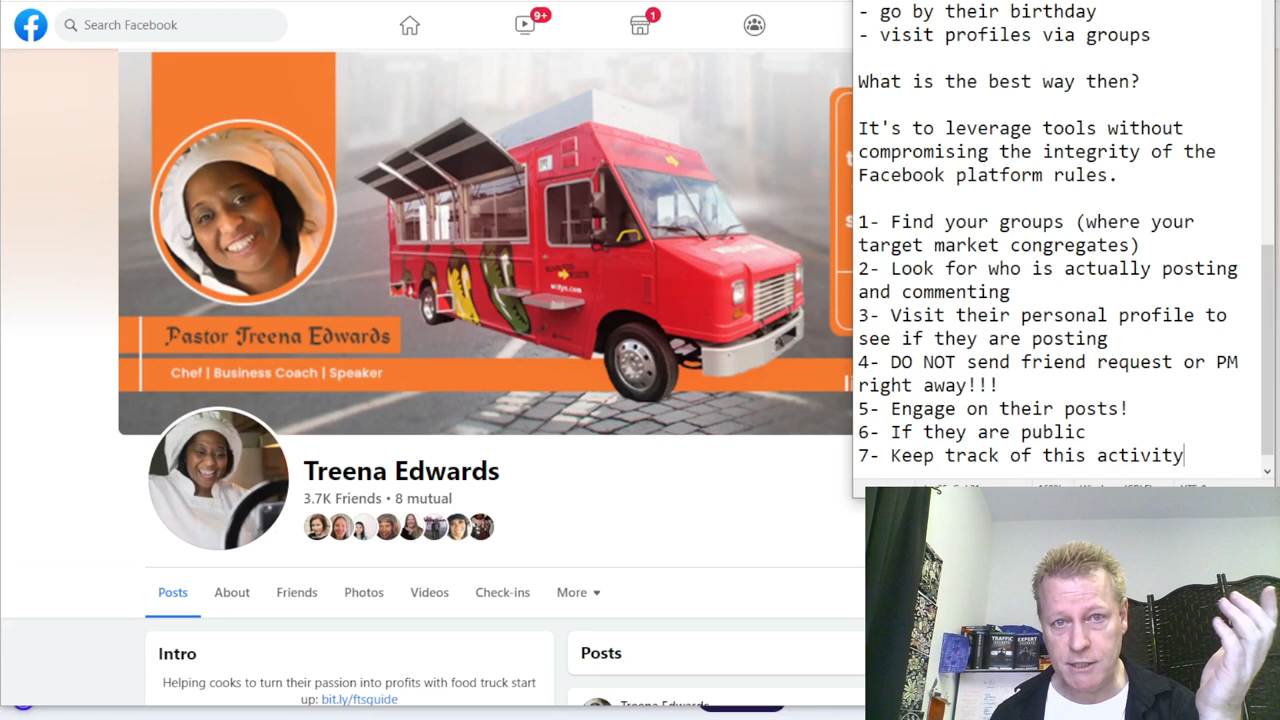 Search Facebook
9+
1
Pastor Treena Edwards
Chef | Business Coach | Speaker
Treena Edwards
3.7K Friends • 8 mutual
Posts
About
Friends
Photos
Videos
Check-ins
More
Intro
Helping cooks to turn their passion into profits with food truck start
up: bit.ly/ftsguide
Posts
Treena Edwards
- go by their birthday
- visit profiles via groups
What is the best way then?
It's to leverage tools without
compromising the integrity of the
Facebook platform rules.
1- Find your groups (where your
target market congregates)
2- Look for who is actually posting
and commenting
3- Visit their personal profile to
see if they are posting
4- DO NOT send friend request or PM
right away!!!
5- Engage on their posts!
6- If they are public
7- Keep track of this activity
TRAFFIC
EXPERT